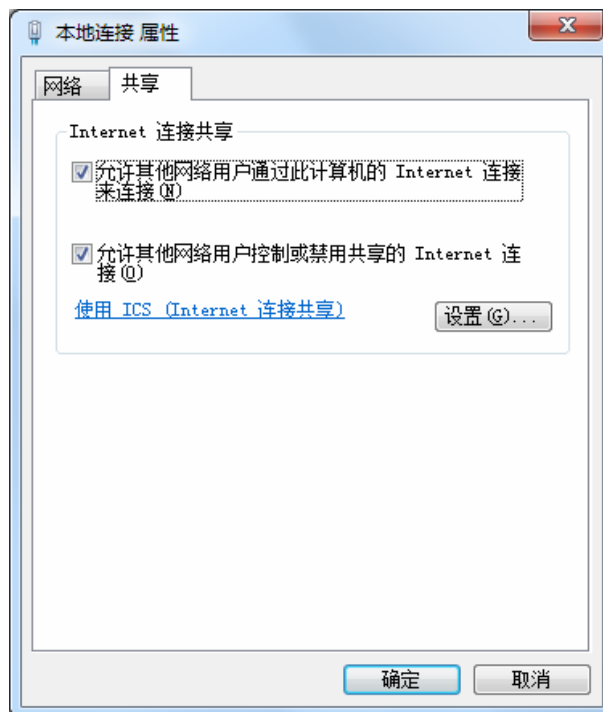 本地连接 属性
网络 共享
Internet 连接共享
允许其他网络用户通过此计算机的 Internet 连接
来连接(N)
允许其他网络用户控制或禁用共享的 Internet 连
接(O)
使用 ICS (Internet 连接共享)
设置(G)...
确定 取消